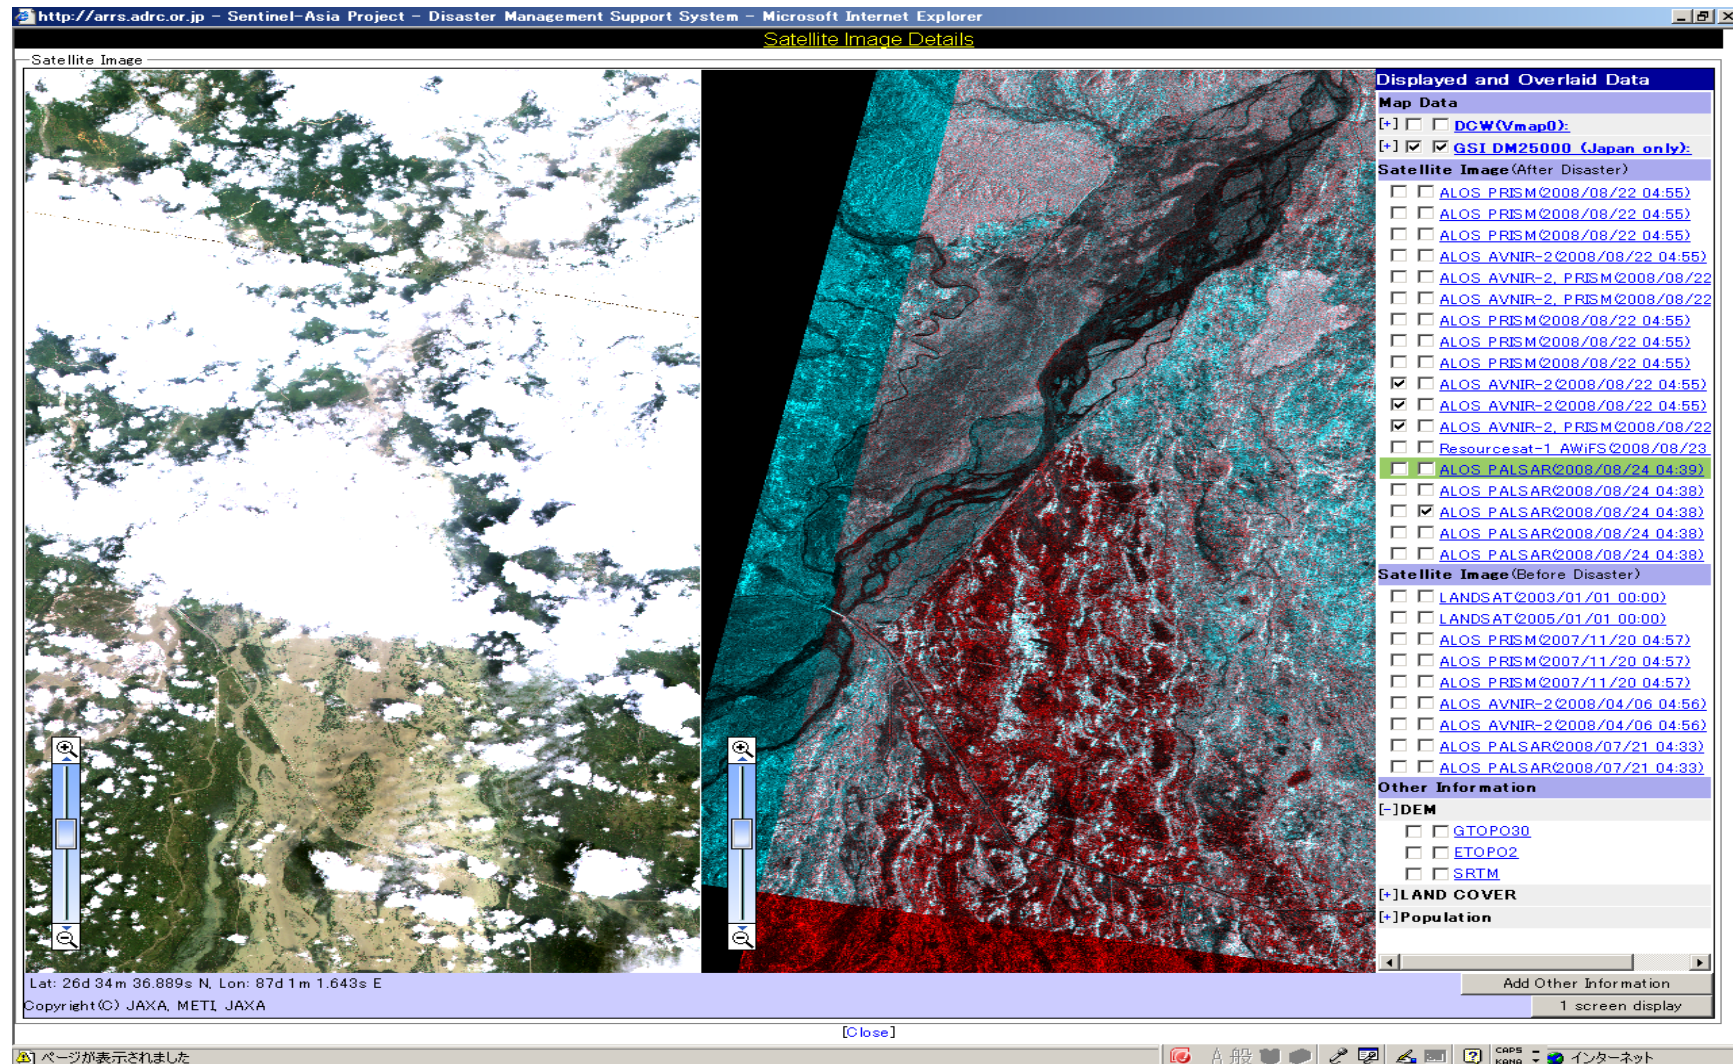 http://arrs.adrc.or.jp - Sentinel-Asia Project - Disaster Management Support System - Microsoft Internet Explorer
Satellite Image Details
Satellite Image
Displayed and Overlaid Data
Map Data
[+] DCW(Vmap0):
[+] GSI DM25000 (Japan only):
Satellite Image(After Disaster)
ALOS PRISM(2008/08/22 04:55)
ALOS PRISM(2008/08/22 04:55)
ALOS PRISM(2008/08/22 04:55)
ALOS AVNIR-2(2008/08/22 04:55)
ALOS AVNIR-2, PRISM(2008/08/22
ALOS AVNIR-2, PRISM(2008/08/22
ALOS PRISM(2008/08/22 04:55)
ALOS PRISM(2008/08/22 04:55)
ALOS PRISM(2008/08/22 04:55)
ALOS AVNIR-2(2008/08/22 04:55)
ALOS AVNIR-2(2008/08/22 04:55)
ALOS AVNIR-2, PRISM(2008/08/22
Resourcesat-1 AWiFS(2008/08/23
ALOS PALSAR(2008/08/24 04:39)
ALOS PALSAR(2008/08/24 04:38)
ALOS PALSAR(2008/08/24 04:38)
ALOS PALSAR(2008/08/24 04:38)
ALOS PALSAR(2008/08/24 04:38)
Satellite Image(Before Disaster)
LANDSAT(2003/01/01 00:00)
LANDSAT(2005/01/01 00:00)
ALOS PRISM(2007/11/20 04:57)
ALOS PRISM(2007/11/20 04:57)
ALOS PRISM(2007/11/20 04:57)
ALOS AVNIR-2(2008/04/06 04:56)
ALOS AVNIR-2(2008/04/06 04:56)
ALOS PALSAR(2008/07/21 04:33)
ALOS PALSAR(2008/07/21 04:33)
Other Information
[-]DEM
GTOPO30
ETOPO2
SRTM
[+]LAND COVER
[+]Population
Lat: 26d 34m 36.889s N, Lon: 87d 1m 1.643s E
Add Other Information
Copyright(C) JAXA, METI, JAXA
1 screen display
[Close]
ページが表示されました
A 般
CAPS
KANA
インターネット